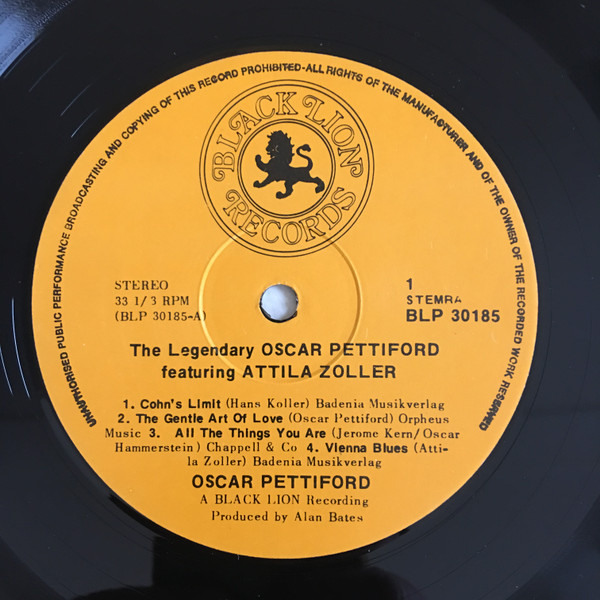 UNAUTHORISED PUBLIC PERFORMANCE BROADCASTING AND COPYING OF THIS RECORD PROHIBITED-ALL RIGHTS OF THE MANUFACTURER AND OF THE OWNER OF THE RECORDED WORK RESERVED
BLACK LION
RECORDS
STEREO
33 1/3 RPM
(BLP 30185-A)
1
STEMRA
BLP 30185
The Legendary OSCAR PETTIFORD
featuring ATTILA ZOLLER
1. Cohn's Limit (Hans Koller) Badenia Musikverlag
2. The Gentle Art Of Love (Oscar Pettiford) Orpheus
Music 3. All The Things You Are (Jerome Kern/Oscar
Hammerstein) Chappell & Co 4. Vienna Blues (Atti-
la Zoller) Badenia Musikverlag
OSCAR PETTIFORD
A BLACK LION Recording
Produced by Alan Bates